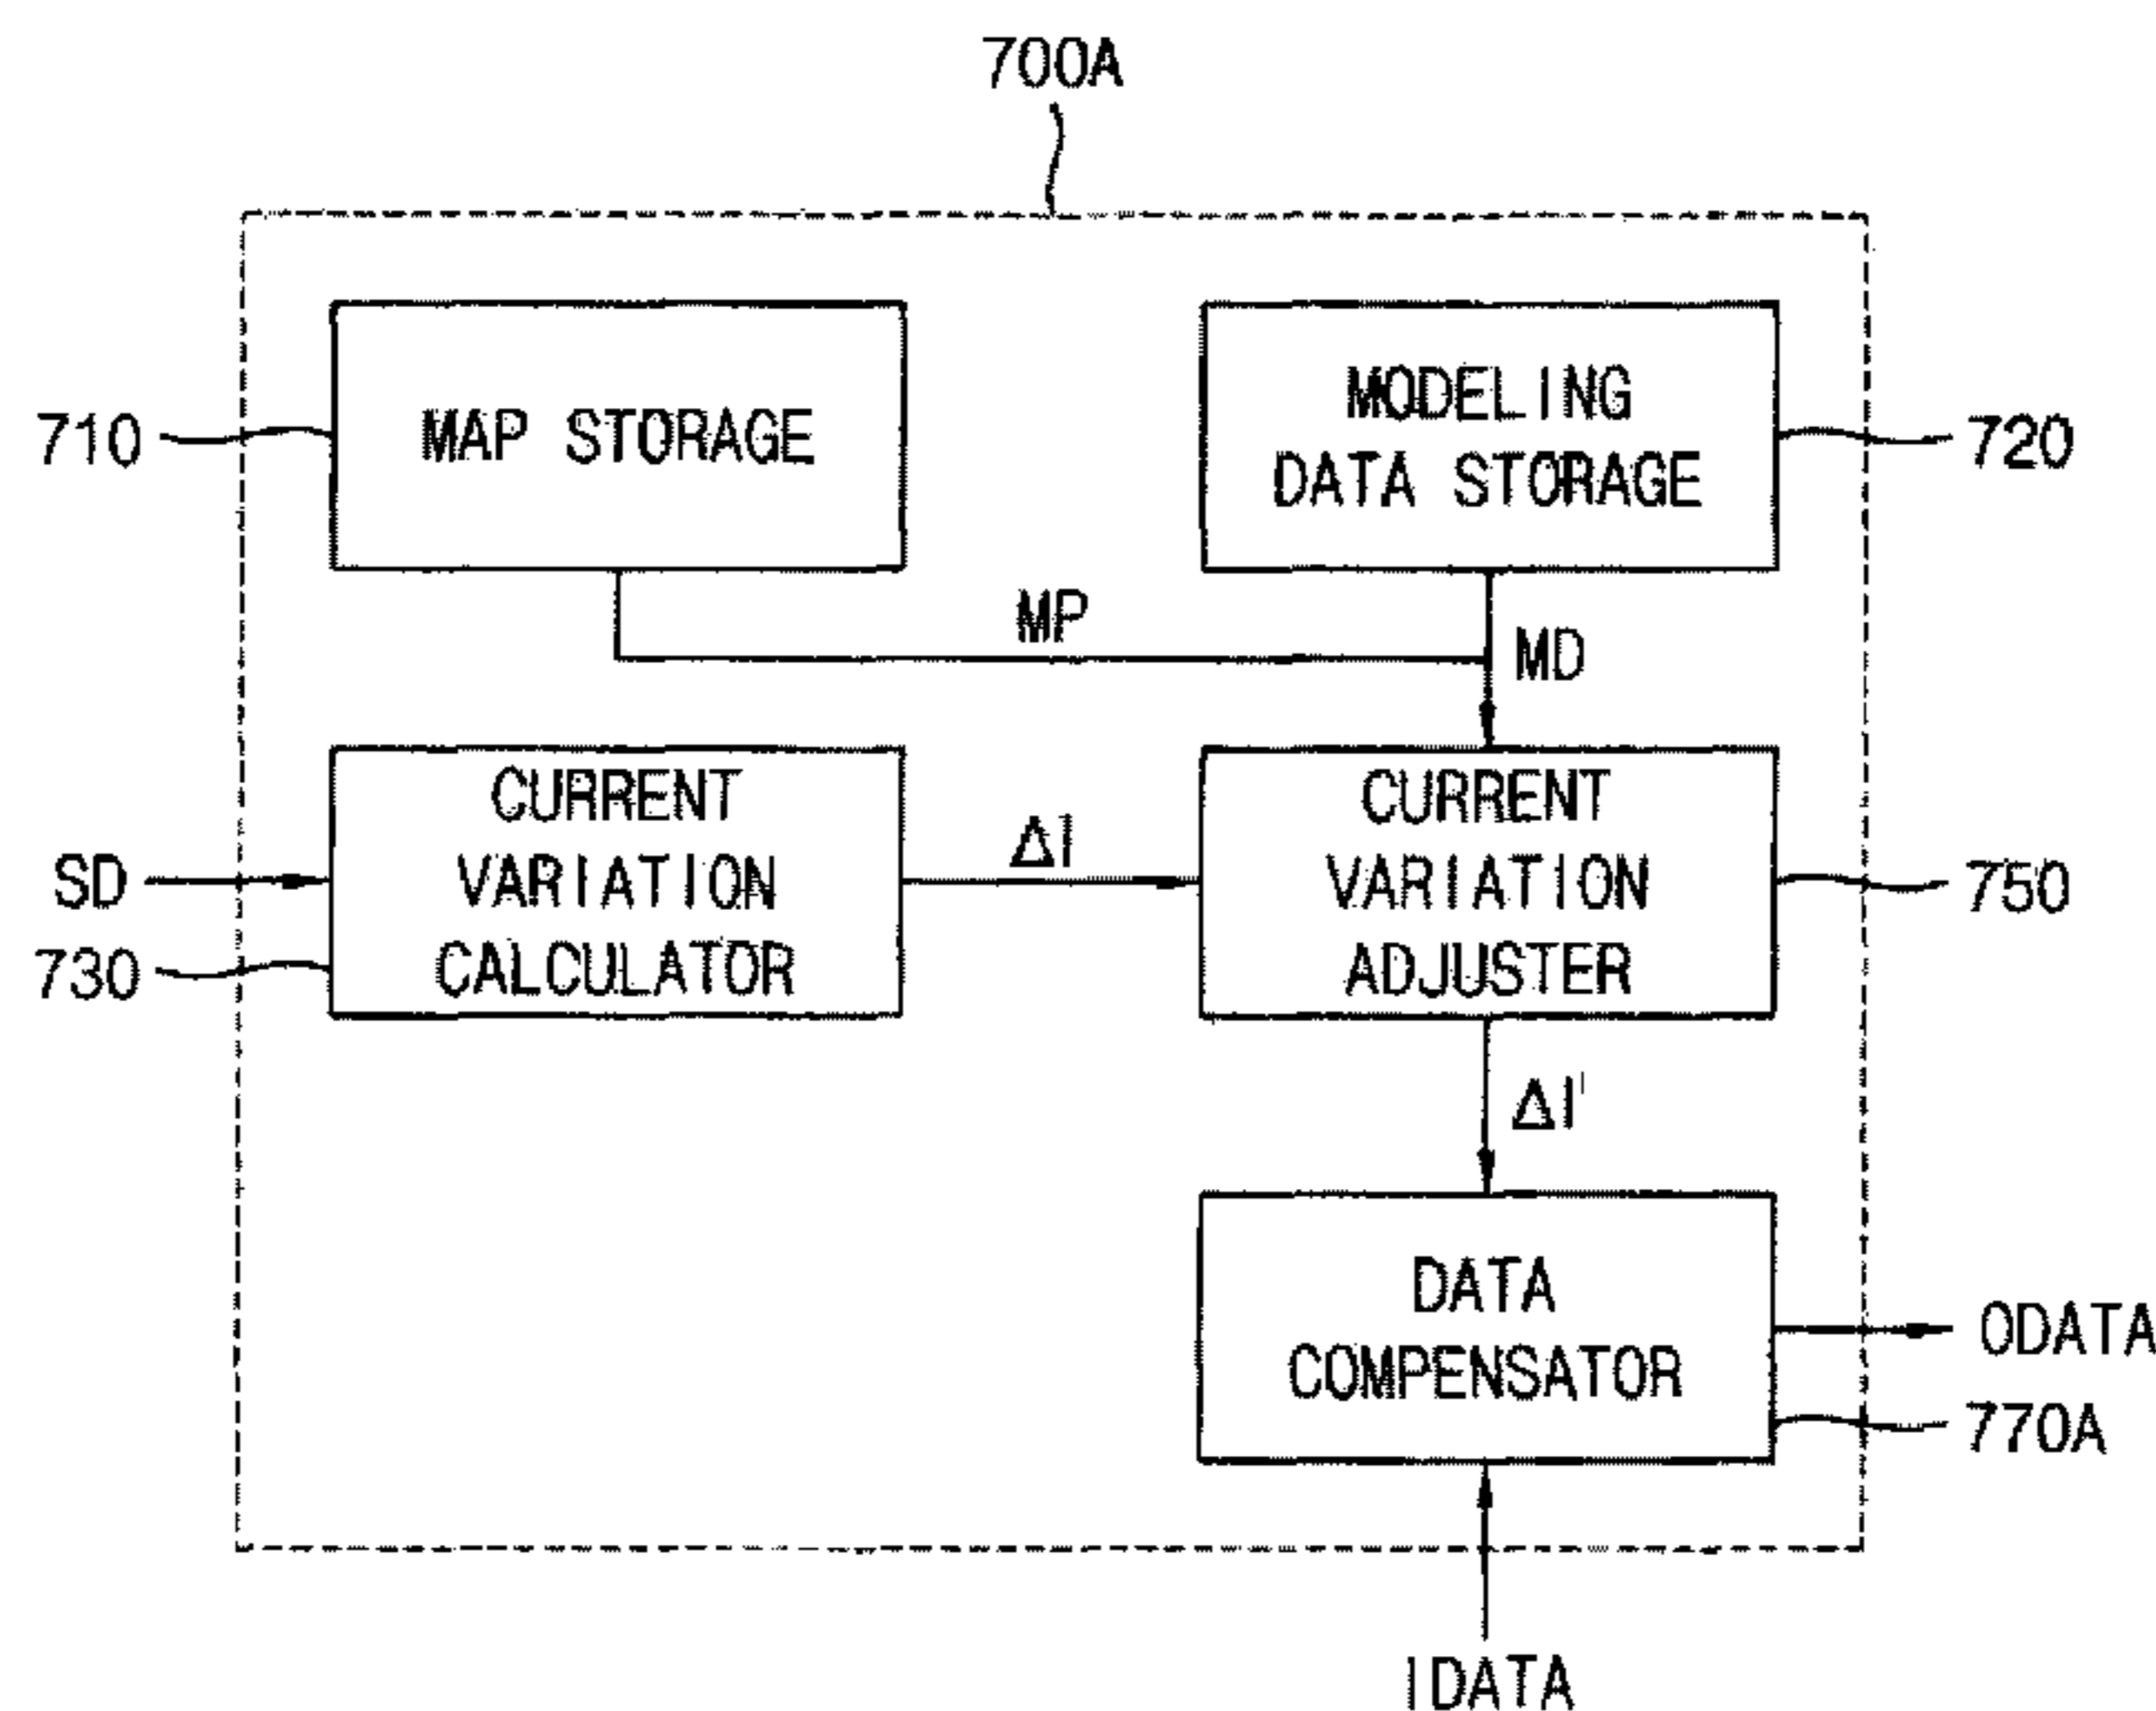 700A
710
MAP STORAGE
MODELING
DATA STORAGE
720
MP
MD
SD
730
CURRENT
VARIATION
CALCULATOR
ΔI
CURRENT
VARIATION
ADJUSTER
750
ΔI'
DATA
COMPENSATOR
ODATA
770A
IDATA